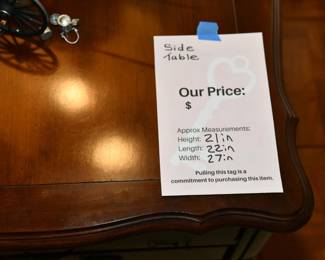 Side
Table
Our Price:
$
Approx Measurements:
Height: 21in
Length: 22in
Width: 27in
Pulling this tag is a
commitment to purchasing this item.